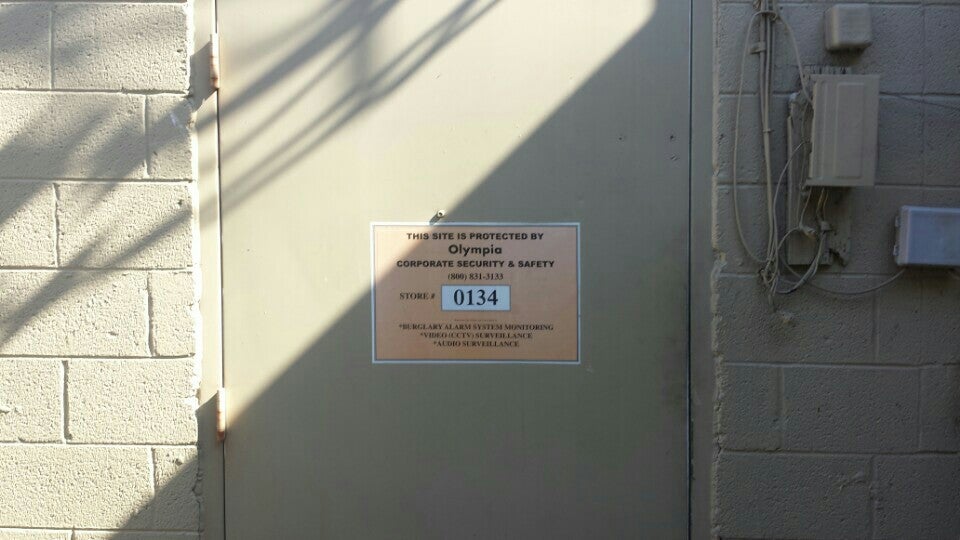 THIS SITE IS PROTECTED BY
Olympia
CORPORATE SECURITY & SAFETY
(800) 831-3133
STORE # 0134
*BURGLARY ALARM SYSTEM MONITORING
*VIDEO (CCTV) SURVEILLANCE
*AUDIO SURVEILLANCE